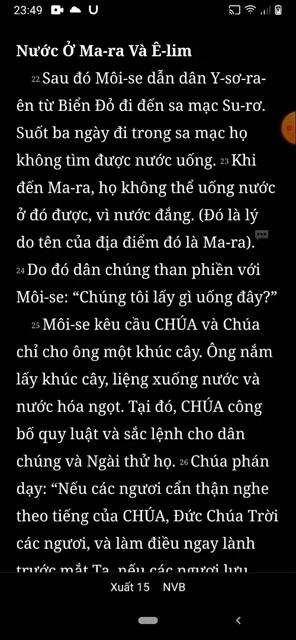 23:49
Nước Ở Ma-ra Và Ê-lim
22 Sau đó Môi-se dẫn dân Y-sơ-ra-
ên từ Biển Đỏ đi đến sa mạc Su-rơ.
Suốt ba ngày đi trong sa mạc họ
không tìm được nước uống. 23 Khi
đến Ma-ra, họ không thể uống nước
ở đó được, vì nước đắng. (Đó là lý
do tên của địa điểm đó là Ma-ra).
24 Do đó dân chúng than phiền với
Môi-se: “Chúng tôi lấy gì uống đây?”
25 Môi-se kêu cầu CHÚA và Chúa
chỉ cho ông một khúc cây. Ông nắm
lấy khúc cây, liệng xuống nước và
nước hóa ngọt. Tại đó, CHÚA công
bố quy luật và sắc lệnh cho dân
chúng và Ngài thử họ. 26 Chúa phán
dạy: “Nếu các ngươi cẩn thận nghe
theo tiếng của CHÚA, Đức Chúa Trời
các ngươi, và làm điều ngay lành
trước mắt Ta, nếu các ngươi lưu
Xuất 15 NVB